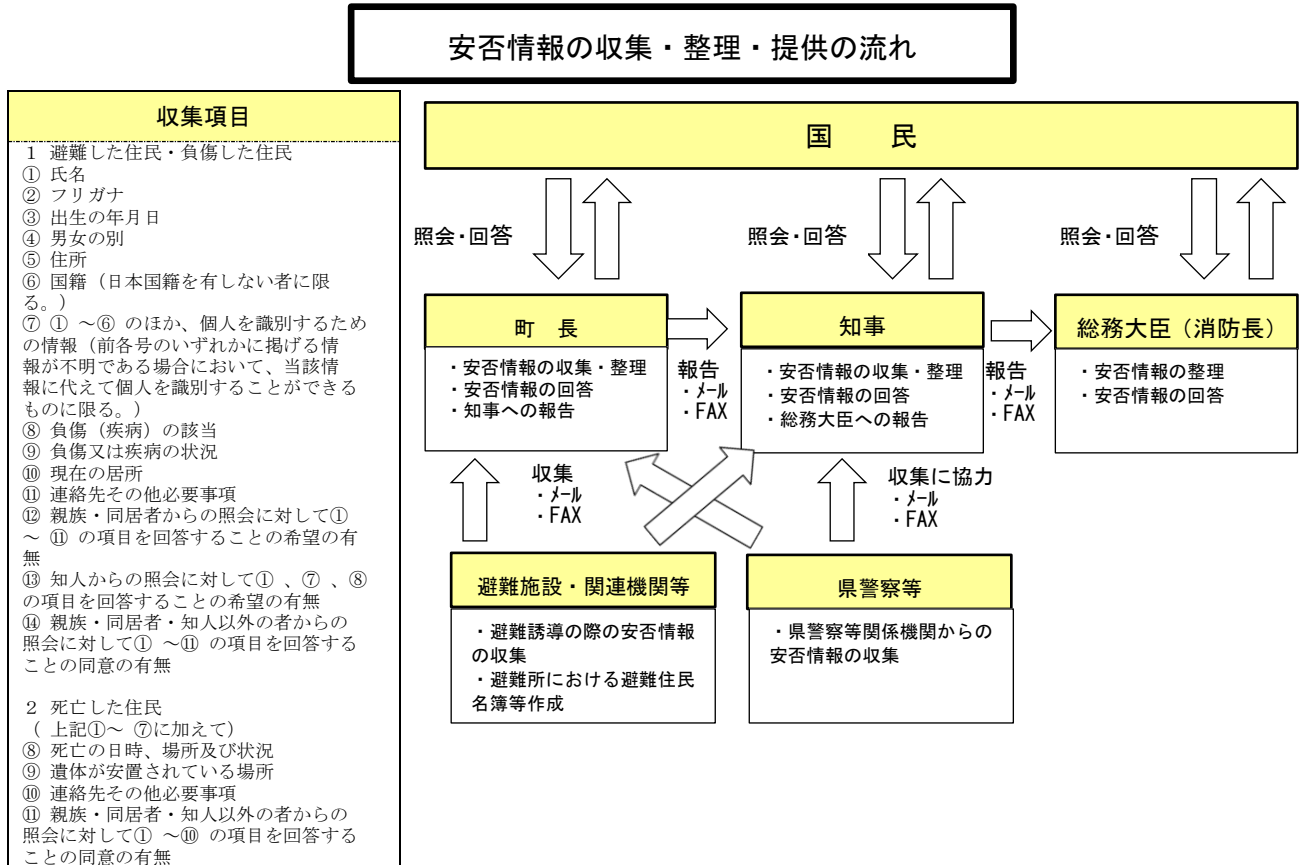 安否情報の収集・整理・提供の流れ
収集項目
1 避難した住民・負傷した住民
① 氏名
② フリガナ
③ 出生の年月日
④ 男女の別
⑤ 住所
⑥ 国籍（日本国籍を有しない者に限
る。）
⑦ ① ～⑥ のほか、個人を識別するため
の情報（前各号のいずれかに掲げる情
報が不明である場合において、当該情
報に代えて個人を識別することができる
ものに限る。）
⑧ 負傷（疾病）の該当
⑨ 負傷又は疾病の状況
⑩ 現在の居所
⑪ 連絡先その他必要事項
⑫ 親族・同居者からの照会に対して①
～ ⑪ の項目を回答することの希望の有
無
⑬ 知人からの照会に対して① 、⑦ 、⑧
の項目を回答することの希望の有無
⑭ 親族・同居者・知人以外の者からの
照会に対して① ～⑪ の項目を回答する
ことの同意の有無
2 死亡した住民
（ 上記①～ ⑦に加えて）
⑧ 死亡の日時、場所及び状況
⑨ 遺体が安置されている場所
⑩ 連絡先その他必要事項
⑪ 親族・同居者・知人以外の者からの
照会に対して① ～⑩ の項目を回答する
ことの同意の有無
国 民
照会・回答
照会・回答
照会・回答
町 長
・安否情報の収集・整理
・安否情報の回答
・知事への報告
報告
・メール
・FAX
知事
・安否情報の収集・整理
・安否情報の回答
・総務大臣への報告
報告
・メール
・FAX
総務大臣（消防長）
・安否情報の整理
・安否情報の回答
収集
・メール
・FAX
収集に協力
・メール
・FAX
避難施設・関連機関等
・避難誘導の際の安否情報
の収集
・避難所における避難住民
名簿等作成
県警察等
・県警察等関係機関からの
安否情報の収集